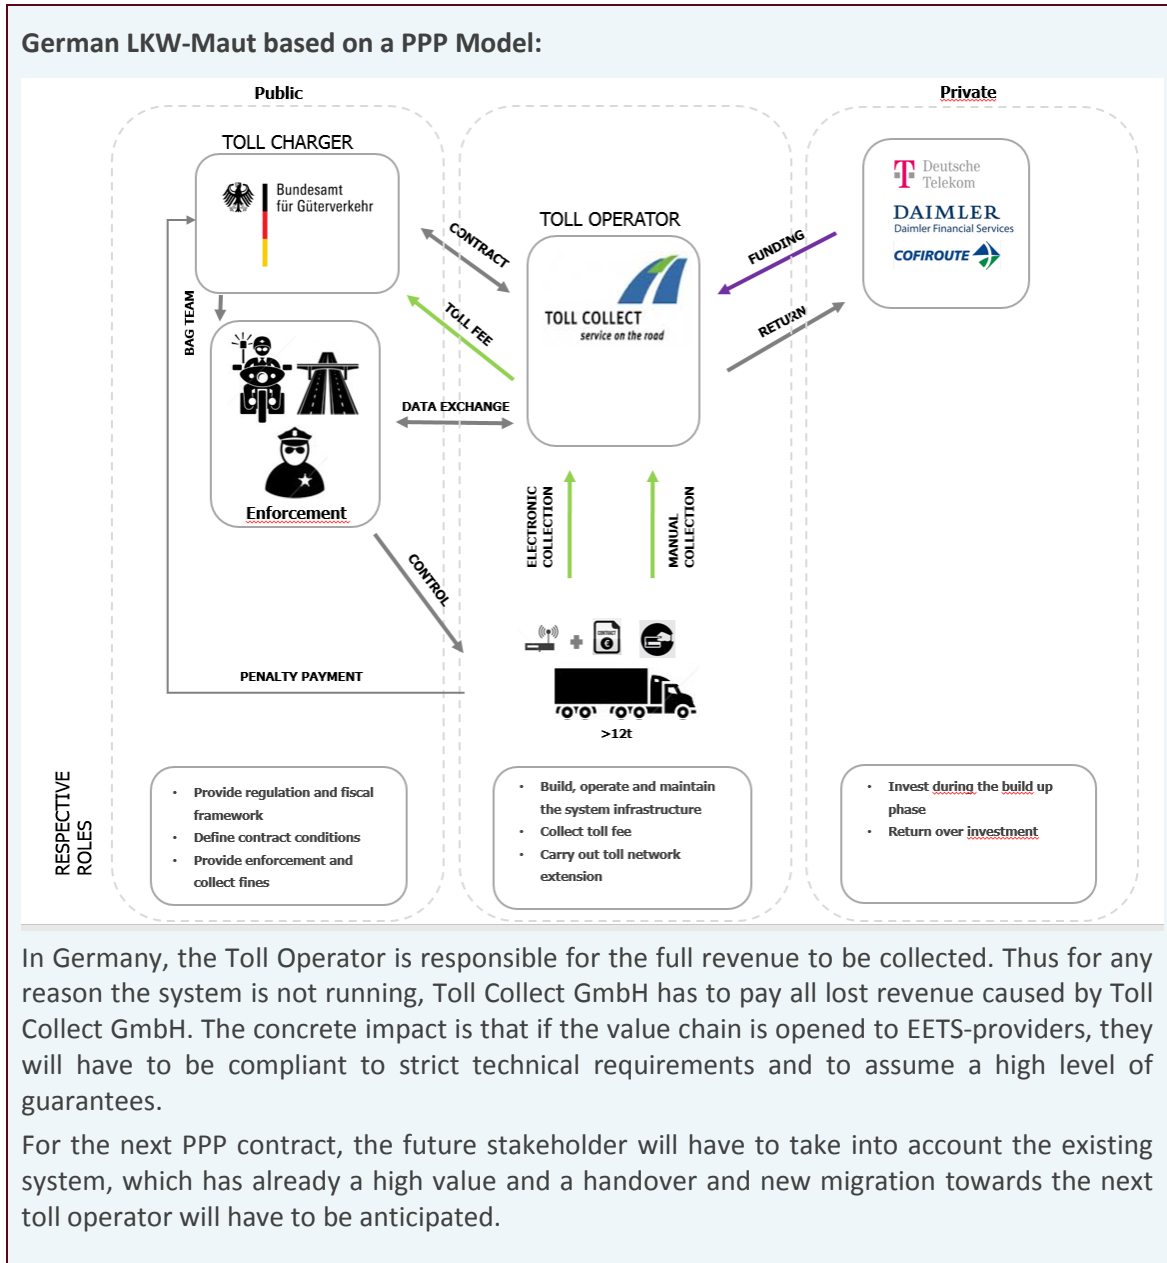 German LKW-Maut based on a PPP Model:
Public
Private
TOLL CHARGER
Bundesamt
für Güterverkehr
TOLL OPERATOR
TOLL COLLECT
service on the road
Deutsche
Telekom
DAIMLER
Daimler Financial Services
COFIROUTE
CONTRACT
TOLL FEE
FUNDING
RETURN
BAG TEAM
DATA EXCHANGE
Enforcement
ELECTRONIC
COLLECTION
MANUAL
COLLECTION
CONTROL
CONTRACT
€
PENALTY PAYMENT
>12t
RESPECTIVE
ROLES
• Provide regulation and fiscal
framework
• Define contract conditions
• Provide enforcement and
collect fines
• Build, operate and maintain
the system infrastructure
• Collect toll fee
• Carry out toll network
extension
• Invest during the build up
phase
• Return over investment
In Germany, the Toll Operator is responsible for the full revenue to be collected. Thus for any
reason the system is not running, Toll Collect GmbH has to pay all lost revenue caused by Toll
Collect GmbH. The concrete impact is that if the value chain is opened to EETS-providers, they
will have to be compliant to strict technical requirements and to assume a high level of
guarantees.
For the next PPP contract, the future stakeholder will have to take into account the existing
system, which has already a high value and a handover and new migration towards the next
toll operator will have to be anticipated.